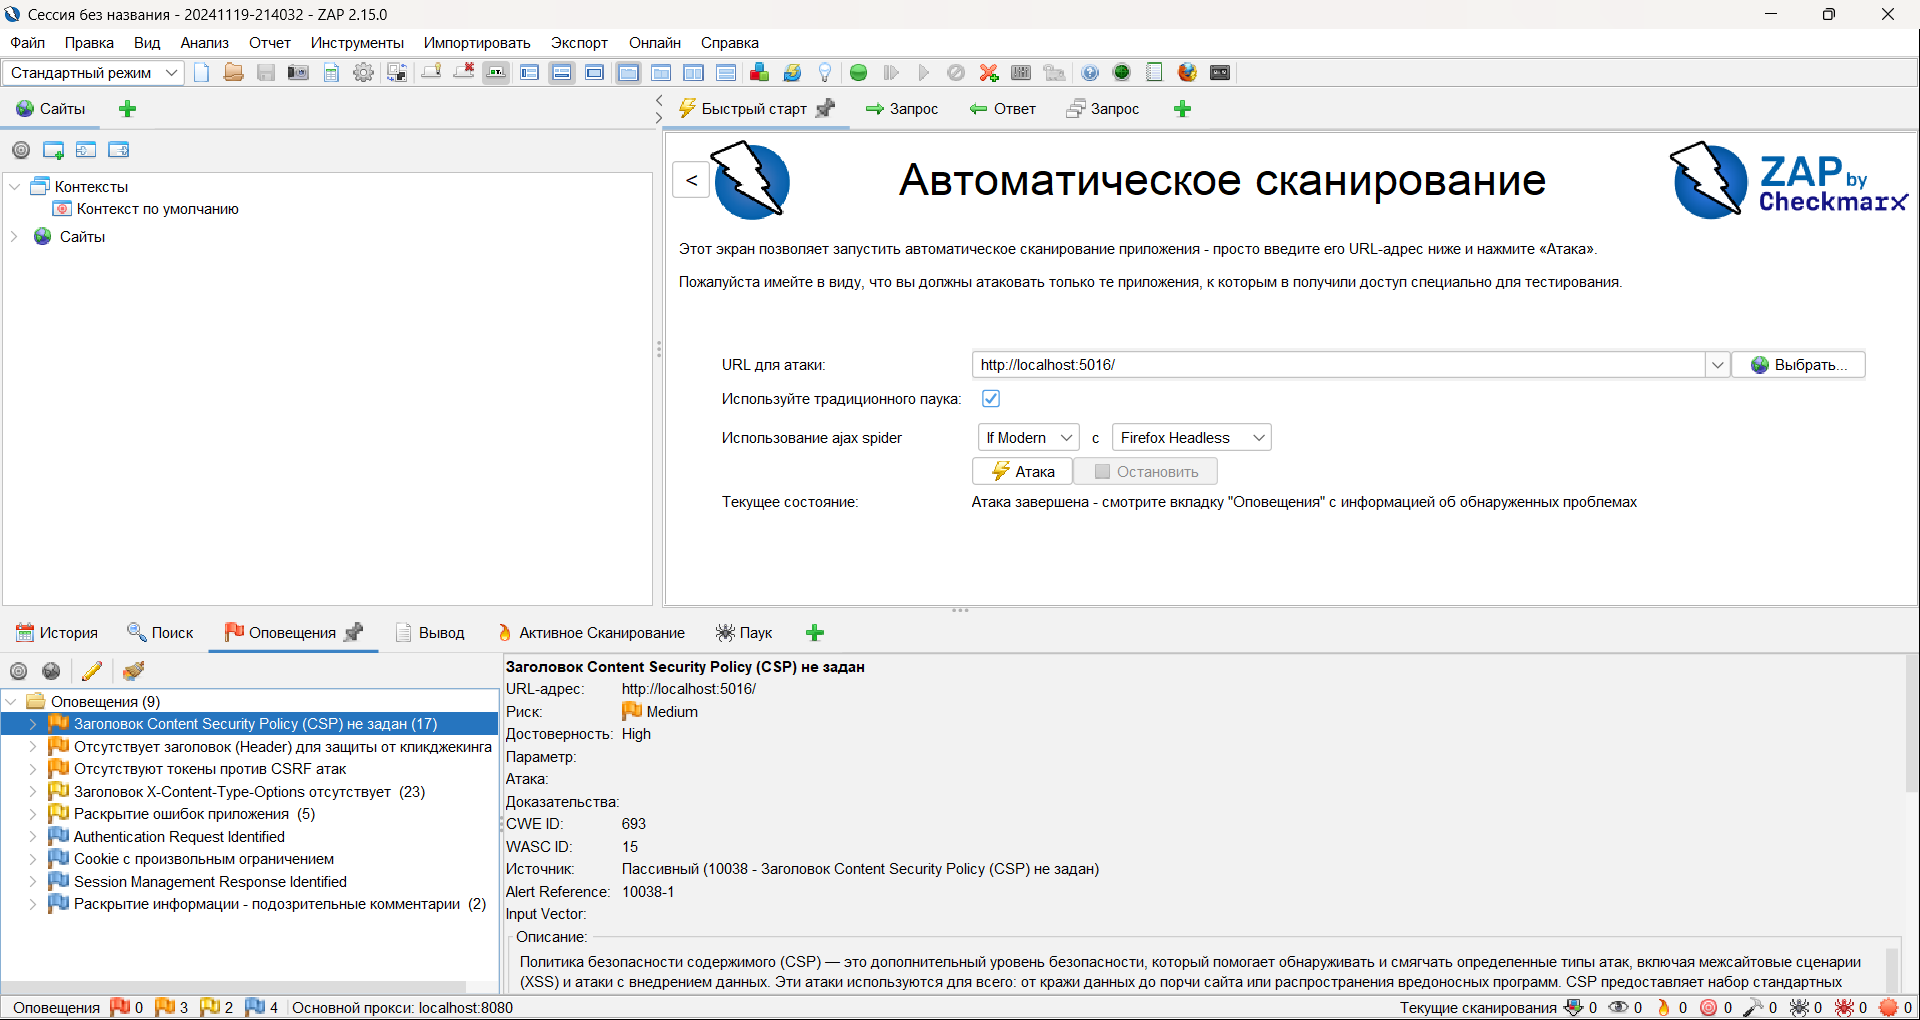 Сессия без названия - 20241119-214032 - ZAP 2.15.0
Файл Правка Вид Анализ Отчет Инструменты Импортировать Экспорт Онлайн Справка
Стандартный режим
Сайты
Быстрый старт Запрос Ответ Запрос
Контексты
Контекст по умолчанию
Сайты
<
Автоматическое сканирование
ZAP by Checkmarx
Этот экран позволяет запустить автоматическое сканирование приложения - просто введите его URL-адрес ниже и нажмите «Атака».
Пожалуйста имейте в виду, что вы должны атаковать только те приложения, к которым в получили доступ специально для тестирования.
URL для атаки: http://localhost:5016/ Выбрать...
Используйте традиционного паука:
Использование ajax spider If Modern с Firefox Headless
Атака Остановить
Текущее состояние: Атака завершена - смотрите вкладку "Оповещения" с информацией об обнаруженных проблемах
История Поиск Оповещения Вывод Активное Сканирование Паук
Оповещения (9)
Заголовок Content Security Policy (CSP) не задан (17)
Отсутствует заголовок (Header) для защиты от кликджекинга
Отсутствуют токены против CSRF атак
Заголовок X-Content-Type-Options отсутствует (23)
Раскрытие ошибок приложения (5)
Authentication Request Identified
Cookie с произвольным ограничением
Session Management Response Identified
Раскрытие информации - подозрительные комментарии (2)
Заголовок Content Security Policy (CSP) не задан
URL-адрес: http://localhost:5016/
Риск: Medium
Достоверность: High
Параметр:
Атака:
Доказательства:
CWE ID: 693
WASC ID: 15
Источник: Пассивный (10038 - Заголовок Content Security Policy (CSP) не задан)
Alert Reference: 10038-1
Input Vector:
Описание:
Политика безопасности содержимого (CSP) — это дополнительный уровень безопасности, который помогает обнаруживать и смягчать определенные типы атак, включая межсайтовые сценарии
(XSS) и атаки с внедрением данных. Эти атаки используются для всего: от кражи данных до порчи сайта или распространения вредоносных программ. CSP предоставляет набор стандартных
Оповещения 0 3 2 4 Основной прокси: localhost:8080 Текущие сканирования 0 0 0 0 0 0 0 0